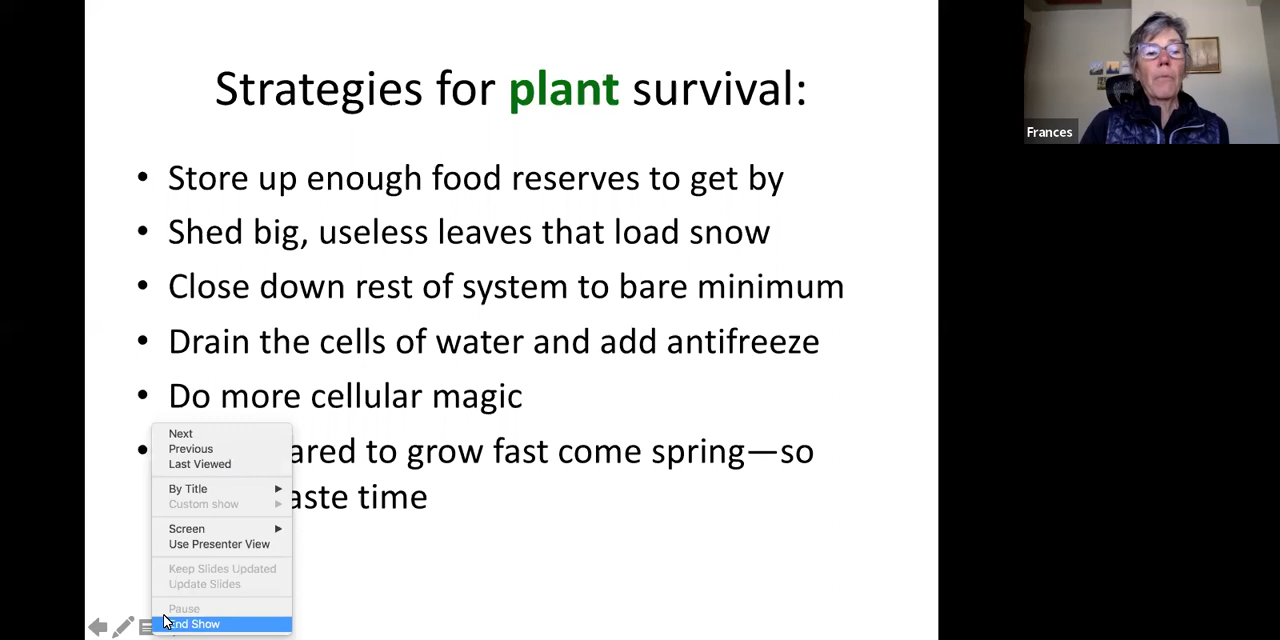 Strategies for plant survival:
• Store up enough food reserves to get by
• Shed big, useless leaves that load snow
• Close down rest of system to bare minimum
• Drain the cells of water and add antifreeze
• Do more cellular magic
• ared to grow fast come spring—so
aste time
Next
Previous
Last Viewed
By Title
Custom show
Screen
Use Presenter View
Keep Slides Updated
Update Slides
Pause
End Show
Frances